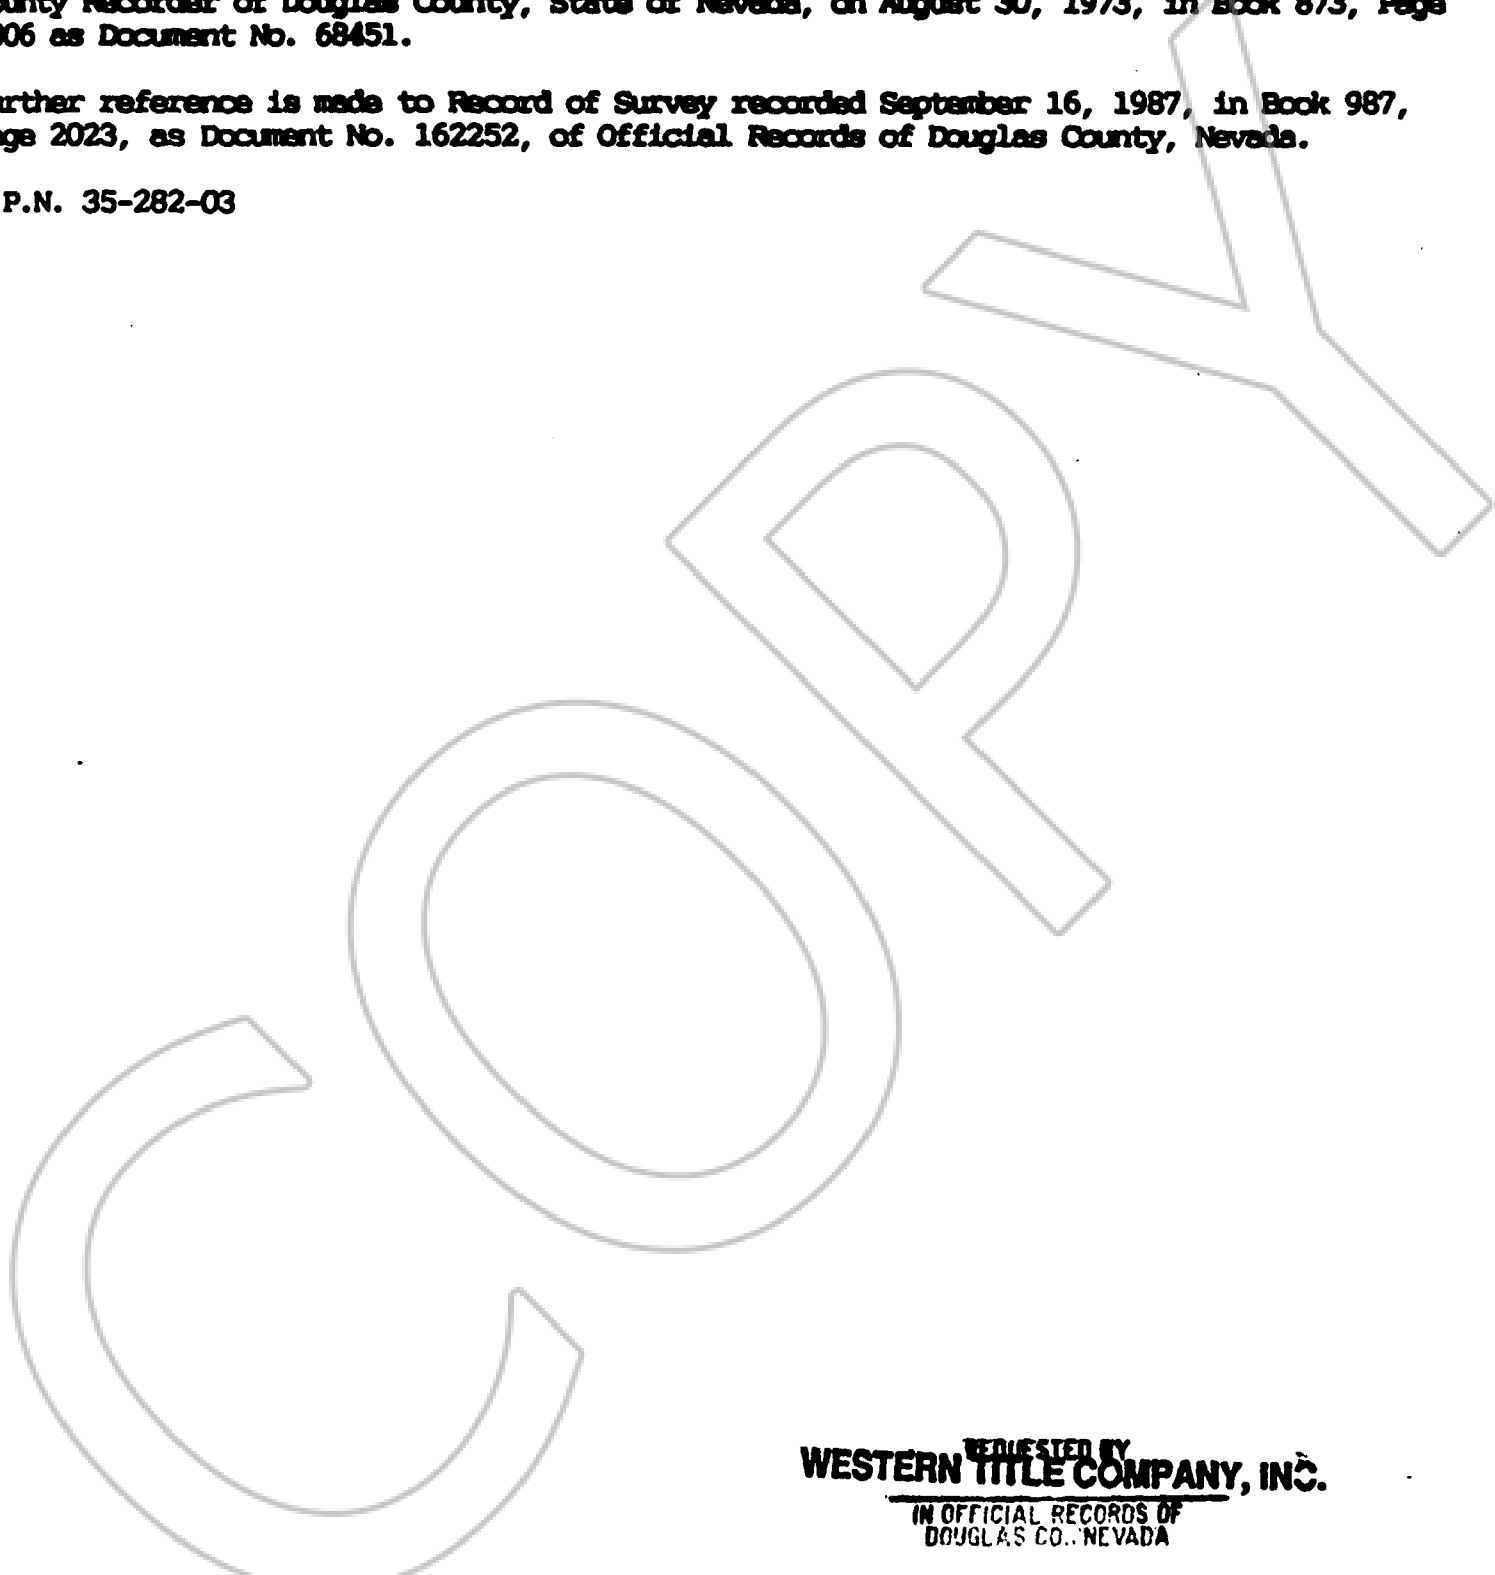 unty Recorder of Douglas County, State of Nevada, on August 30, 1973, in Book 873, Page
006 as Document No. 68451.
urther reference is made to Record of Survey recorded September 16, 1987, in Book 987,
ge 2023, as Document No. 162252, of Official Records of Douglas County, Nevada.
P.N. 35-282-03
COPY
REQUESTED BY
WESTERN TITLE COMPANY, INC.
IN OFFICIAL RECORDS OF
DOUGLAS CO., NEVADA